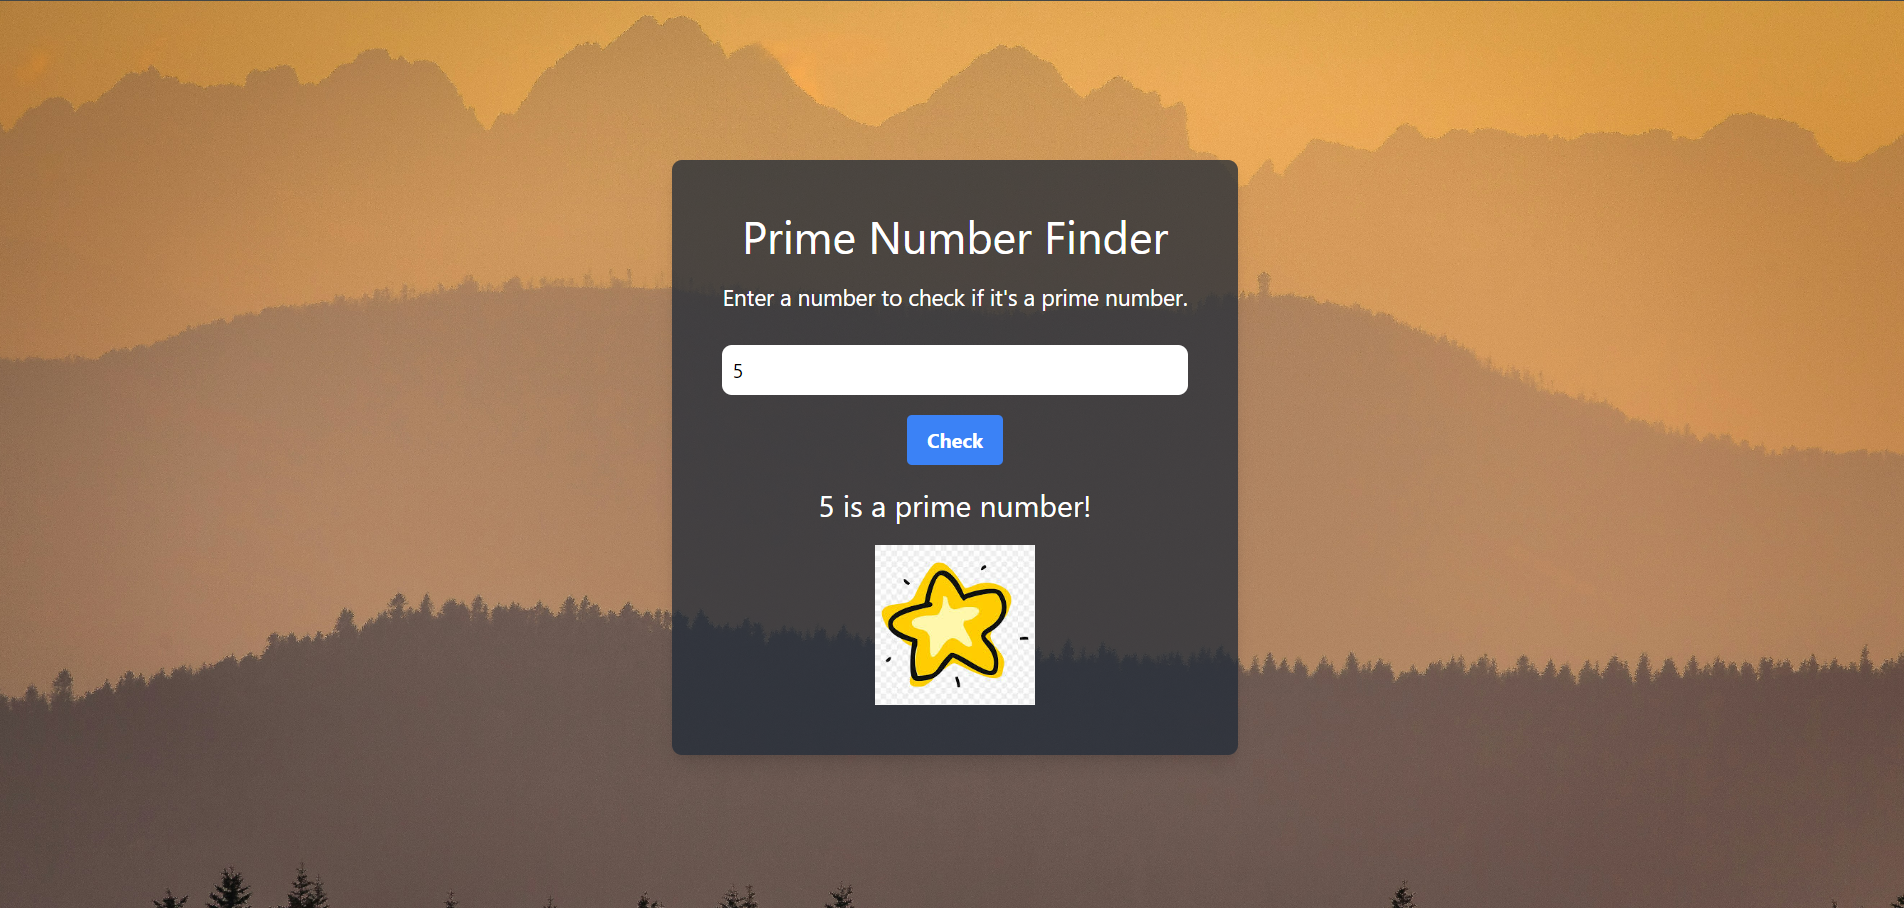 Prime Number Finder
Enter a number to check if it's a prime number.
5
Check
5 is a prime number!